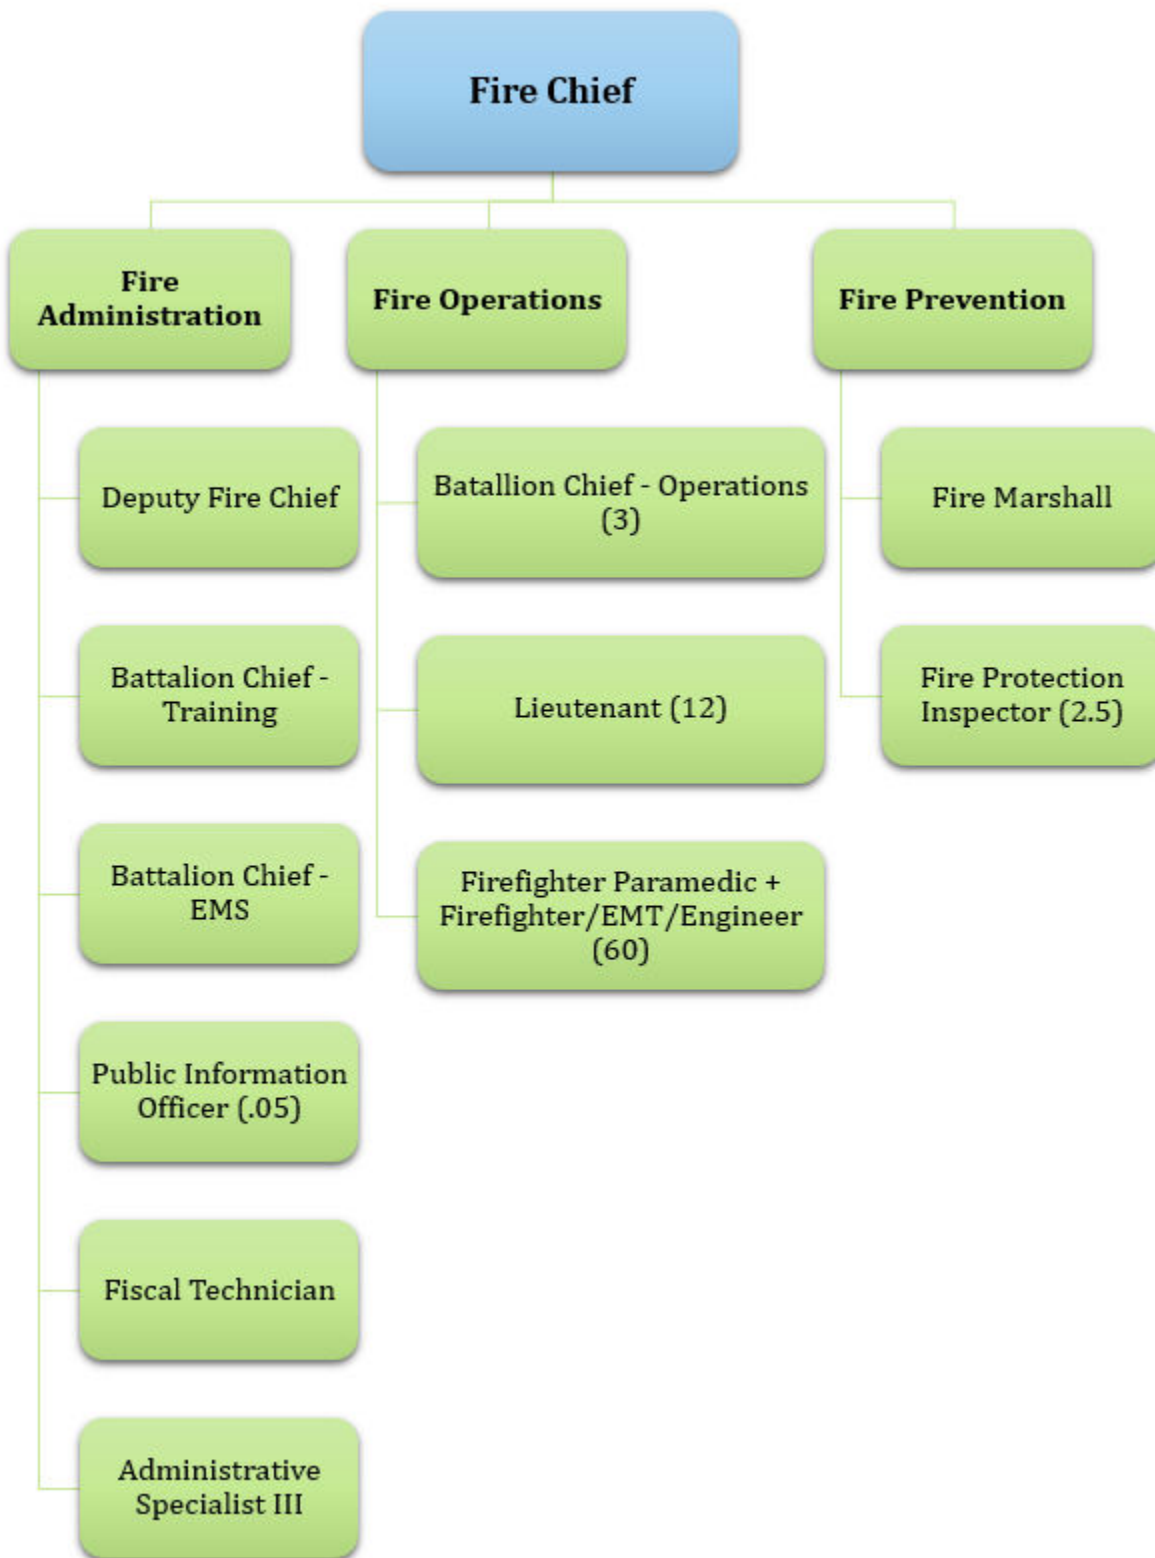 Fire Chief
Fire
Administration
Fire Operations
Fire Prevention
Deputy Fire Chief
Battalion Chief -
Training
Battalion Chief -
EMS
Public Information
Officer (.05)
Fiscal Technician
Administrative
Specialist III
Batallion Chief - Operations
(3)
Lieutenant (12)
Firefighter Paramedic +
Firefighter/EMT/Engineer
(60)
Fire Marshall
Fire Protection
Inspector (2.5)